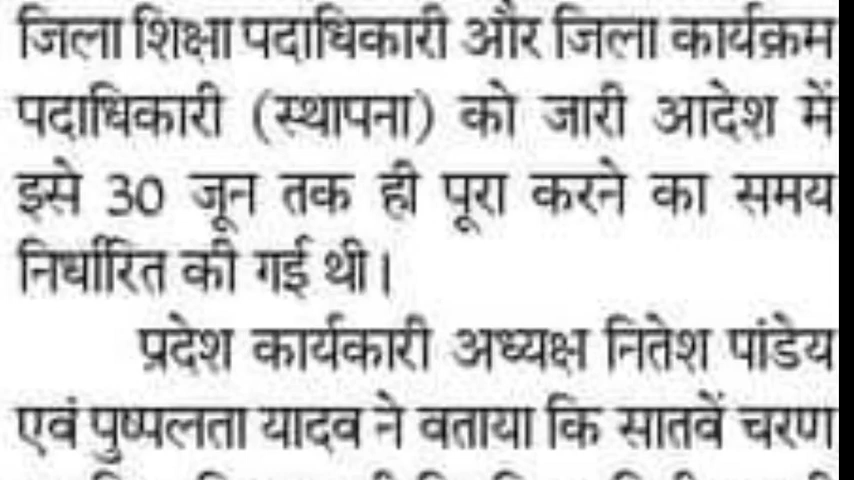 जिला शिक्षा पदाधिकारी और जिला कार्यक्रम
पदाधिकारी (स्थापना) को जारी आदेश में
इसे 30 जून तक ही पूरा करने का समय
निर्धारित की गई थी।
प्रदेश कार्यकारी अध्यक्ष नितेश पांडेय
एवं पुष्पलता यादव ने वताया कि सातवें चरण